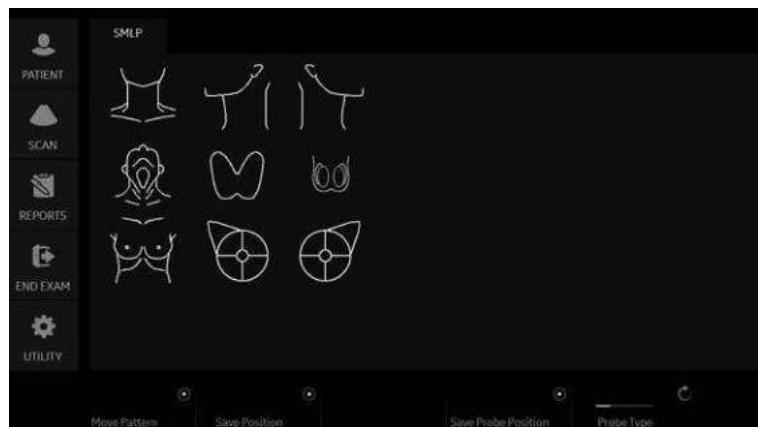 SMLP
PATIENT
SCAN
REPORTS
END EXAM
UTILITY
Move Pattern
Save Position
Save Probe Position
Probe Type